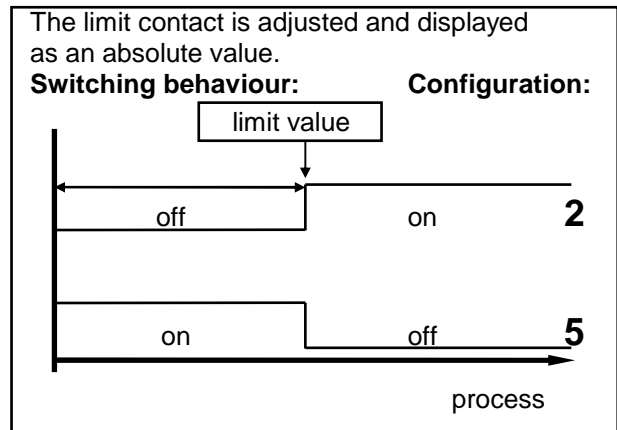 The limit contact is adjusted and displayed
as an absolute value.
Switching behaviour: Configuration:
limit value
off on 2
on off 5
process